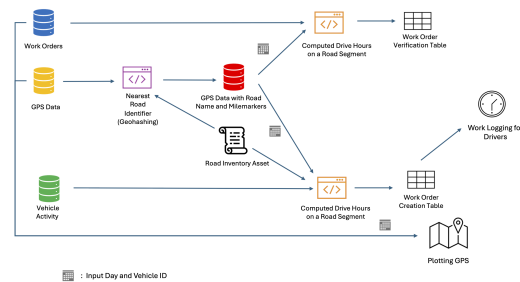 Work Orders
Computed Drive Hours
on a Road Segment
Work Order
Verification Table
GPS Data
Nearest
Road
Identifier
(Geohashing)
GPS Data with Road
Name and Milemarkers
Work Logging fo
Drivers
Road Inventory Asset
Vehicle
Activity
Computed Drive Hours
on a Road Segment
Work Order
Creation Table
Plotting GPS
: Input Day and Vehicle ID